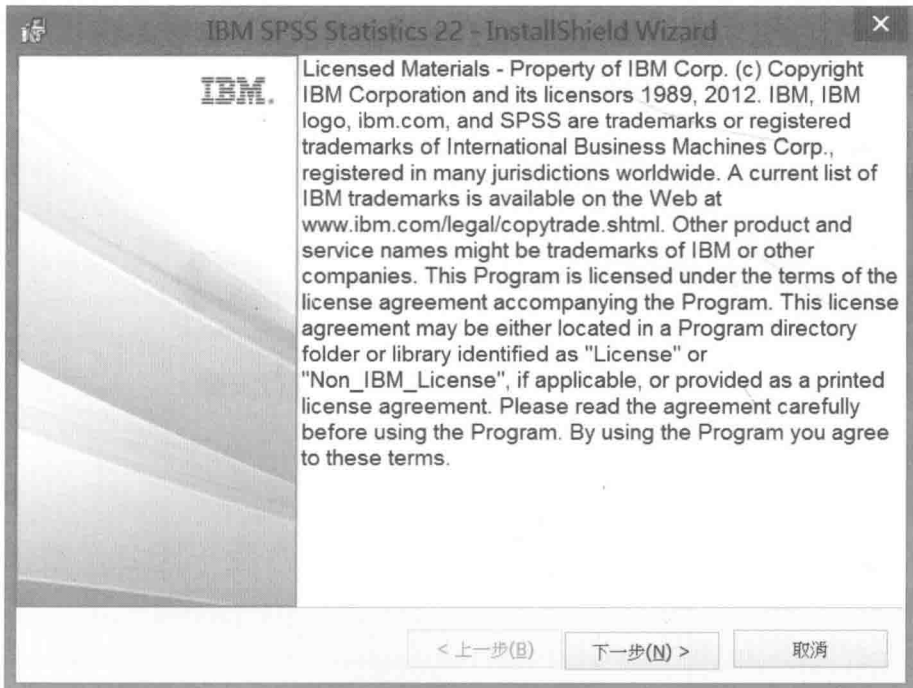 IBM SPSS Statistics 22 - InstallShield Wizard
IBM.
Licensed Materials - Property of IBM Corp. (c) Copyright
IBM Corporation and its licensors 1989, 2012. IBM, IBM
logo, ibm.com, and SPSS are trademarks or registered
trademarks of International Business Machines Corp.,
registered in many jurisdictions worldwide. A current list of
IBM trademarks is available on the Web at
www.ibm.com/legal/copytrade.shtml. Other product and
service names might be trademarks of IBM or other
companies. This Program is licensed under the terms of the
license agreement accompanying the Program. This license
agreement may be either located in a Program directory
folder or library identified as "License" or
"Non_IBM_License", if applicable, or provided as a printed
license agreement. Please read the agreement carefully
before using the Program. By using the Program you agree
to these terms.
< 上一步(B)
下一步(N) >
取消